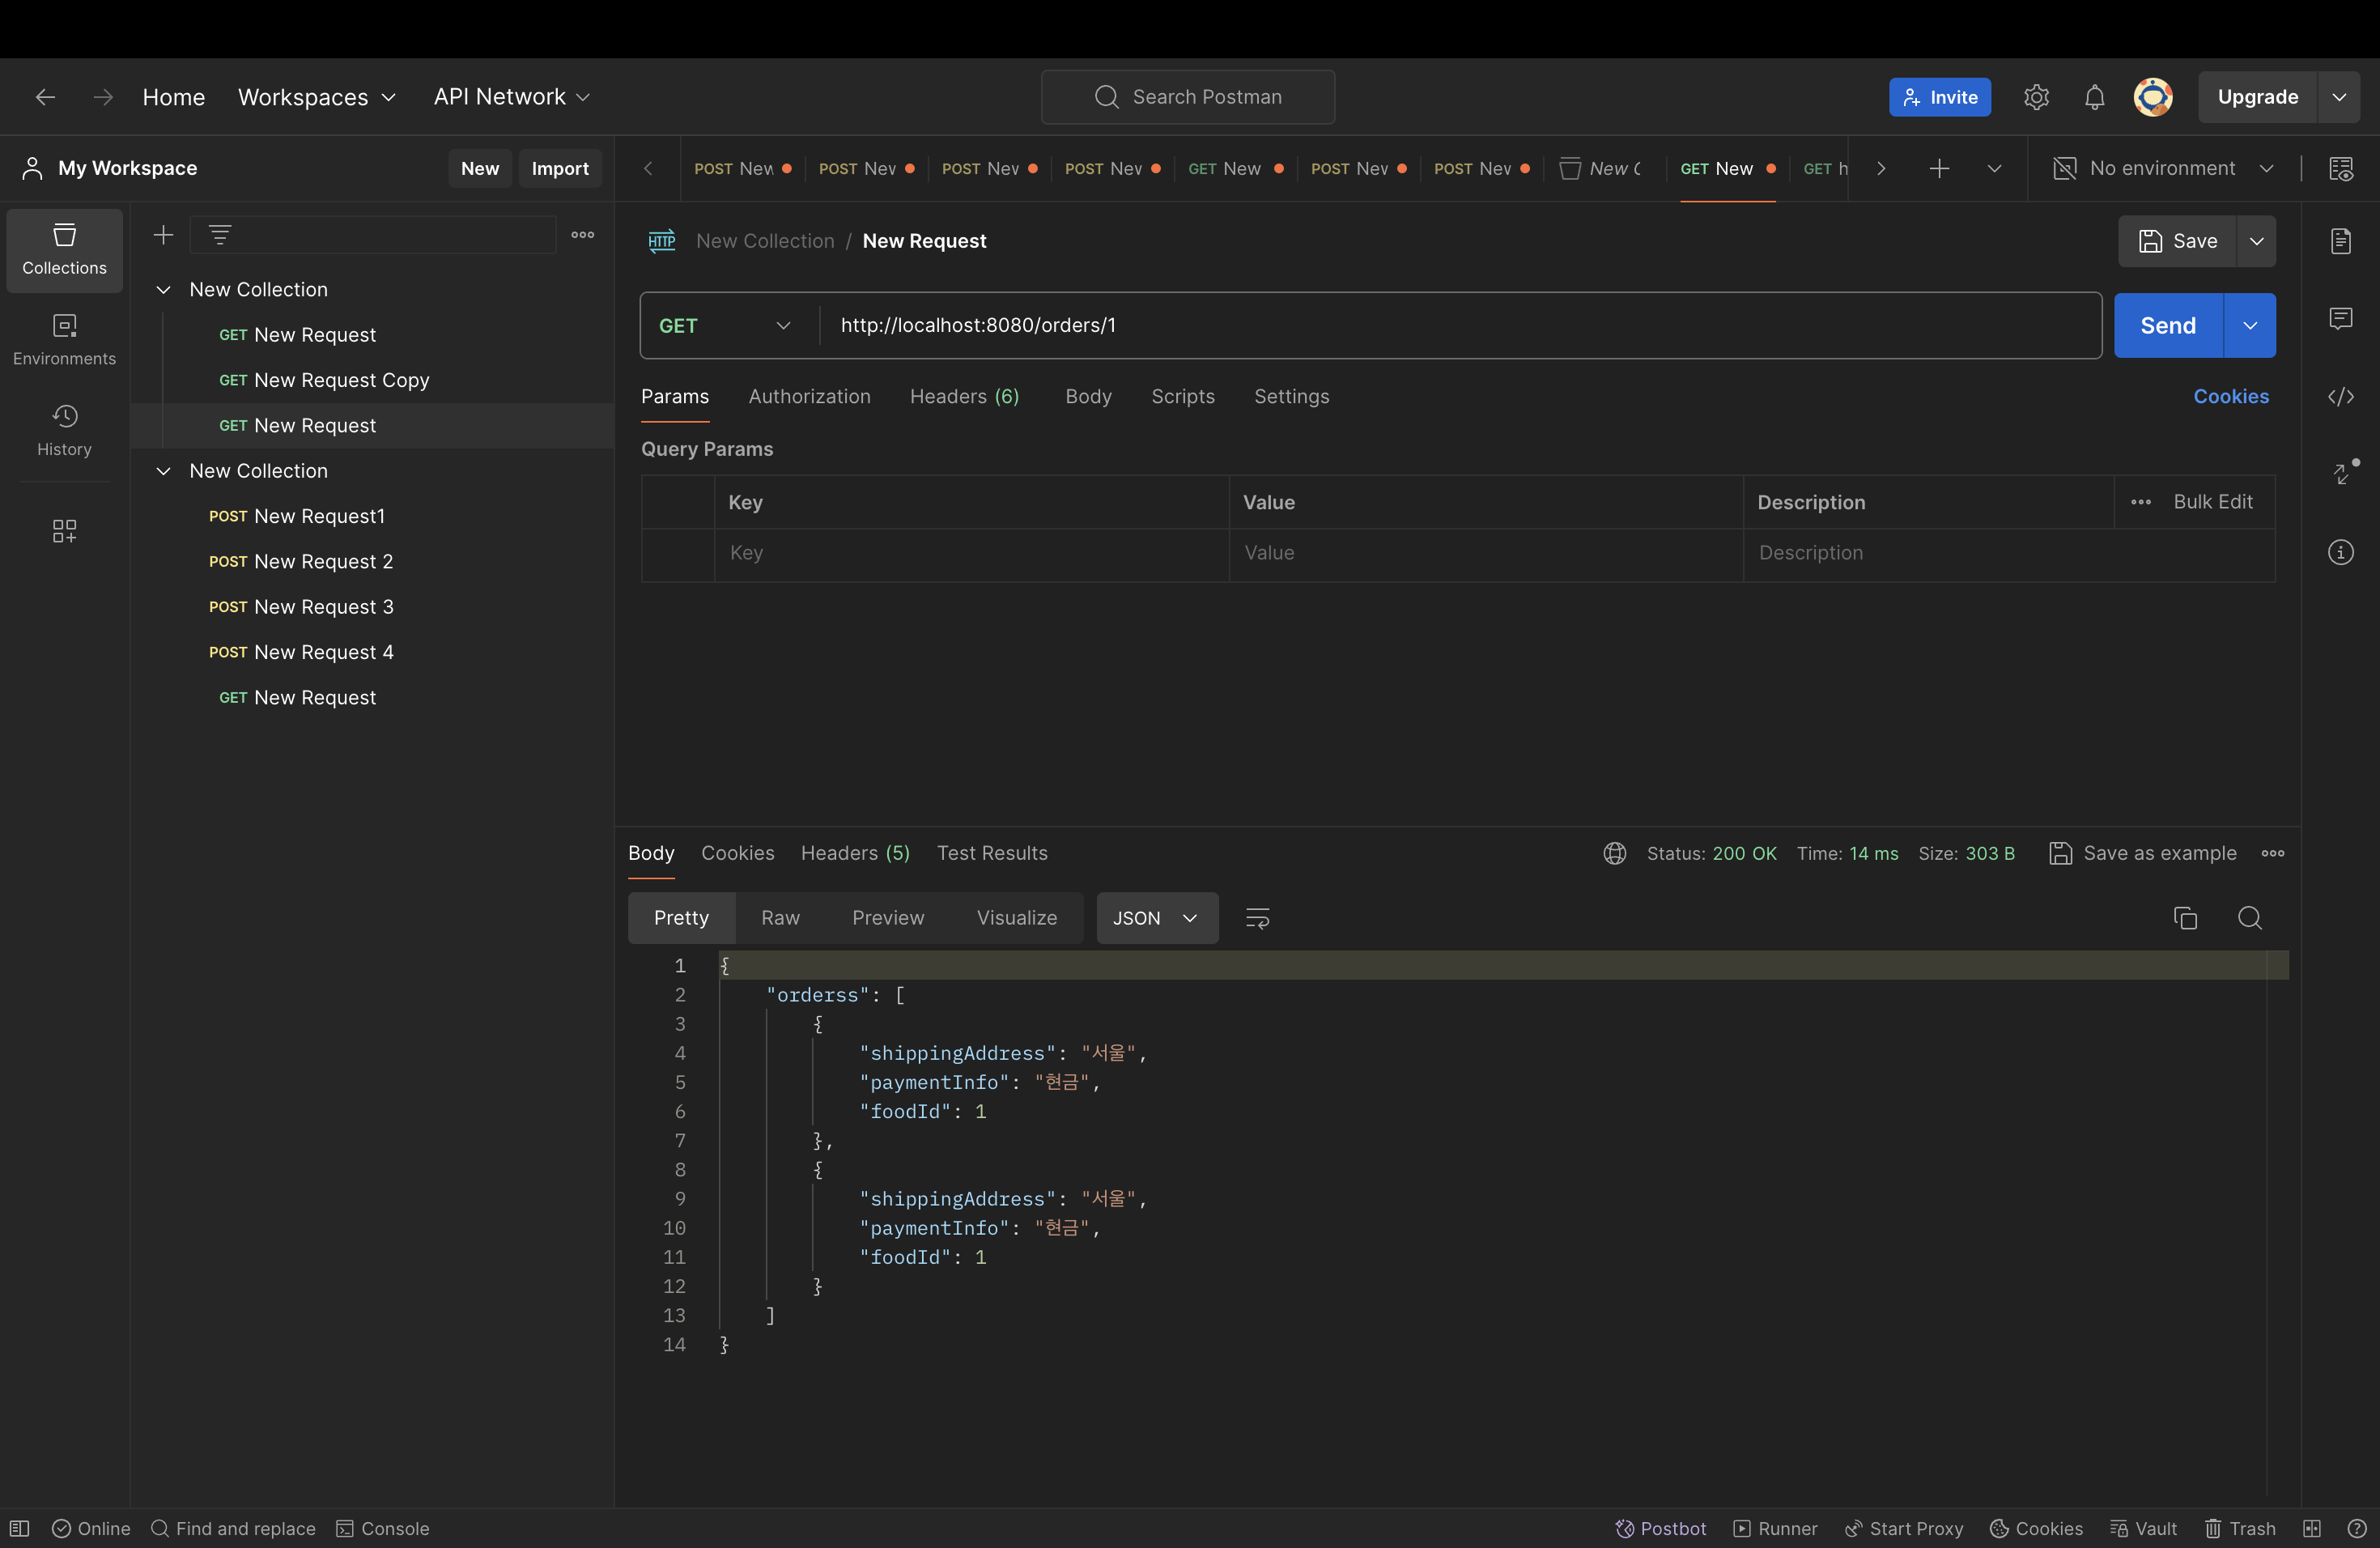 Home Workspaces API Network Search Postman Invite Upgrade
My Workspace New Import POST New POST Nev POST Nev POST Nev GET New POST Nev POST Nev New C GET New GET h No environment
Collections
Environments
History
New Collection
GET New Request
GET New Request Copy
GET New Request
New Collection
POST New Request1
POST New Request 2
POST New Request 3
POST New Request 4
GET New Request
HTTP New Collection / New Request Save
GET http://localhost:8080/orders/1 Send
Params Authorization Headers (6) Body Scripts Settings Cookies
Query Params
Key Value Description Bulk Edit
Key Value Description
Body Cookies Headers (5) Test Results Status: 200 OK Time: 14 ms Size: 303 B Save as example
Pretty Raw Preview Visualize JSON
1 {
2 "orderss": [
3 {
4 "shippingAddress": "서울",
5 "paymentInfo": "현금",
6 "foodId": 1
7 },
8 {
9 "shippingAddress": "서울",
10 "paymentInfo": "현금",
11 "foodId": 1
12 }
13 ]
14 }
Online Find and replace Console Postbot Runner Start Proxy Cookies Vault Trash